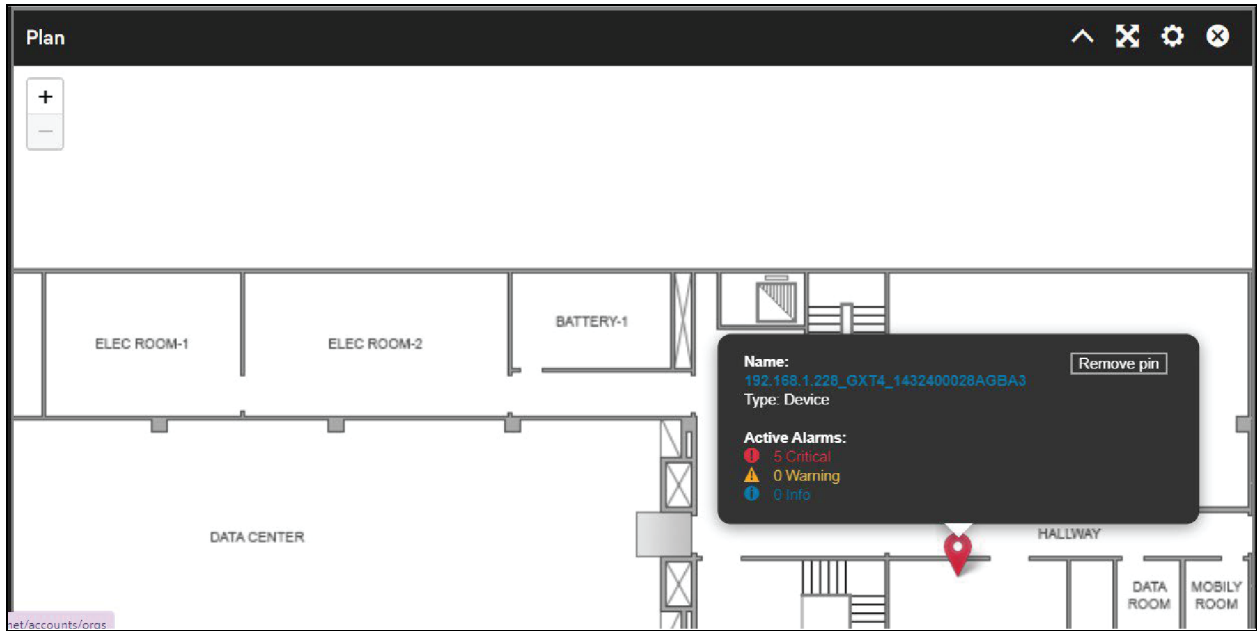 Plan
+
−
ELEC ROOM-1
ELEC ROOM-2
BATTERY-1
Name:
Remove pin
192.168.1.228_GXT4_1432400028AGBA3
Type: Device
Active Alarms:
5 Critical
0 Warning
0 Info
DATA CENTER
HALLWAY
DATA
ROOM
MOBILY
ROOM
net/accounts/orgs